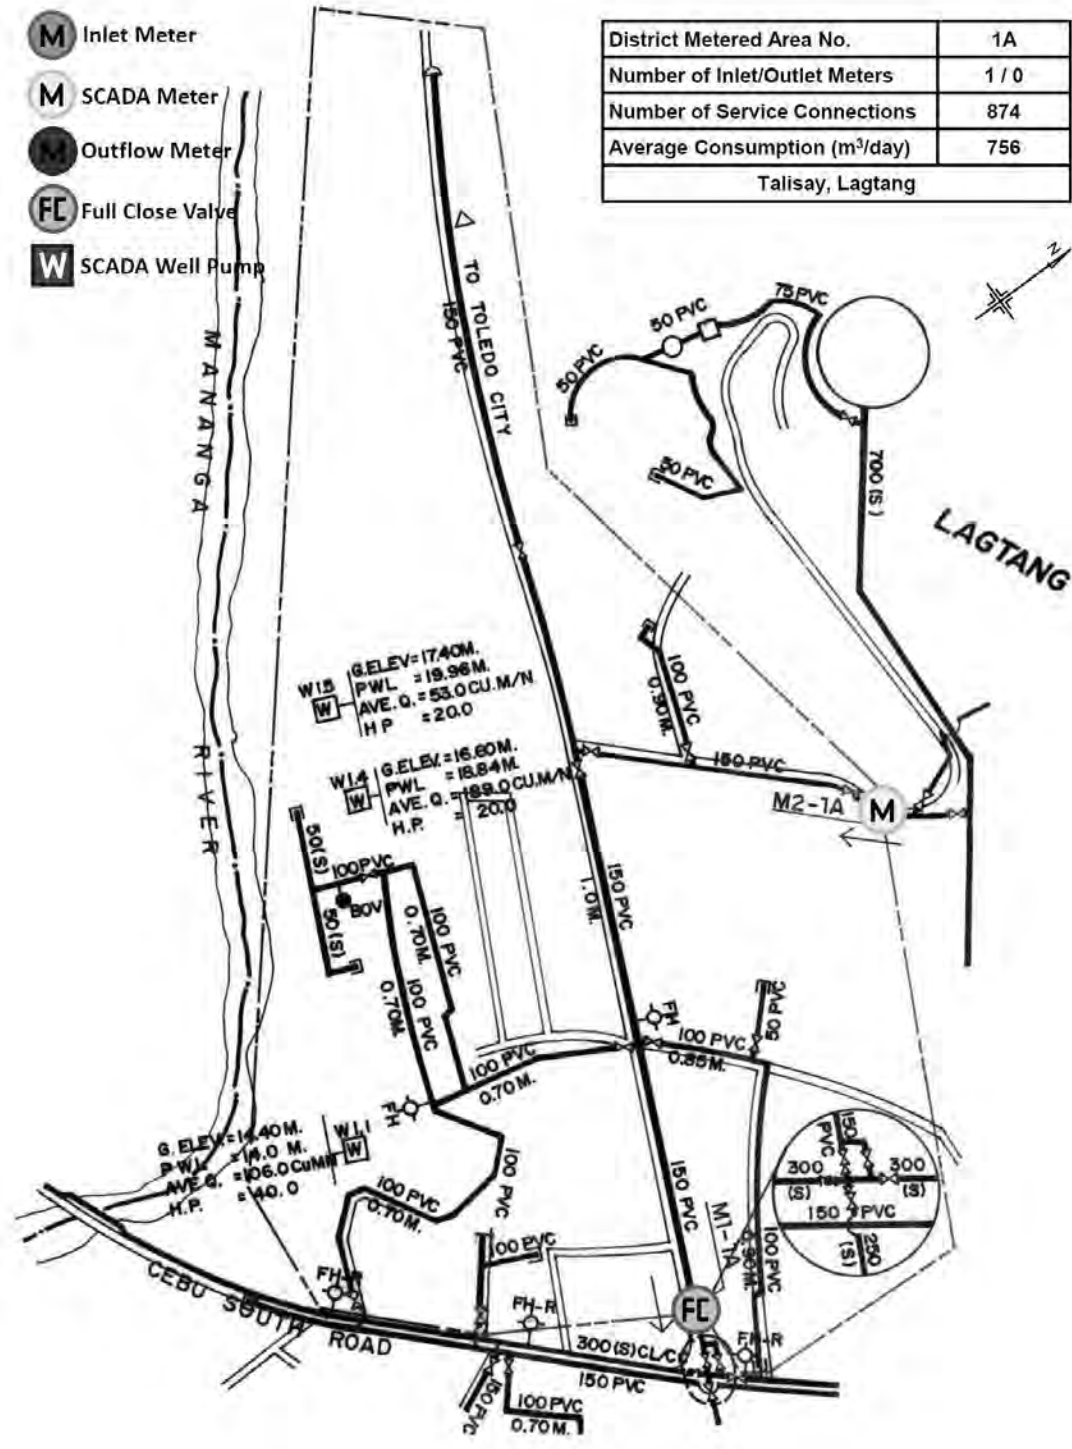 M Inlet Meter
M SCADA Meter
M Outflow Meter
FC Full Close Valve
W SCADA Well Pump
District Metered Area No. 1A
Number of Inlet/Outlet Meters 1 / 0
Number of Service Connections 874
Average Consumption (m³/day) 756
Talisay, Lagtang
N
MANANGA
RIVER
TO TOLEDO CITY
150 PVC
75 PVC
50 PVC
50 PVC
50 PVC
700 (S)
LAGTANG
100 PVC
0.90M.
150 PVC
M2-1A
M
W1.5
W
G.ELEV=17.40M.
PWL =19.96M.
AVE. Q.=53.0 CU.M/N
H P =20.0
W1.4
W
G.ELEV.=16.60M.
PWL =18.84M.
AVE. Q.=189.0 CU.M/N
H.P. = 20.0
50(S)
100PVC
BOV
50(S)
0.70M.
100 PVC
100 PVC
0.70M.
150 PVC
1.0M.
FH
100 PVC
0.85M.
50 PVC
100 PVC
0.70M.
FH
W1.1
W
G. ELEV.=14.40M.
P WL. =14.0 M.
AVE Q. =106.0
H.P. = 40.0
100 PVC
100 PVC
0.70M.
100 PVC
150 PVC
M1-1A
0.90M.
100 PVC
150
PVC
300
(S)
300
(S)
150 PVC
(S)
250
FC
CEBU SOUTH ROAD
FH-R
FH-R
FH-R
300(S)CL/CC
150 PVC
150 PVC
100PVC
0.70M.